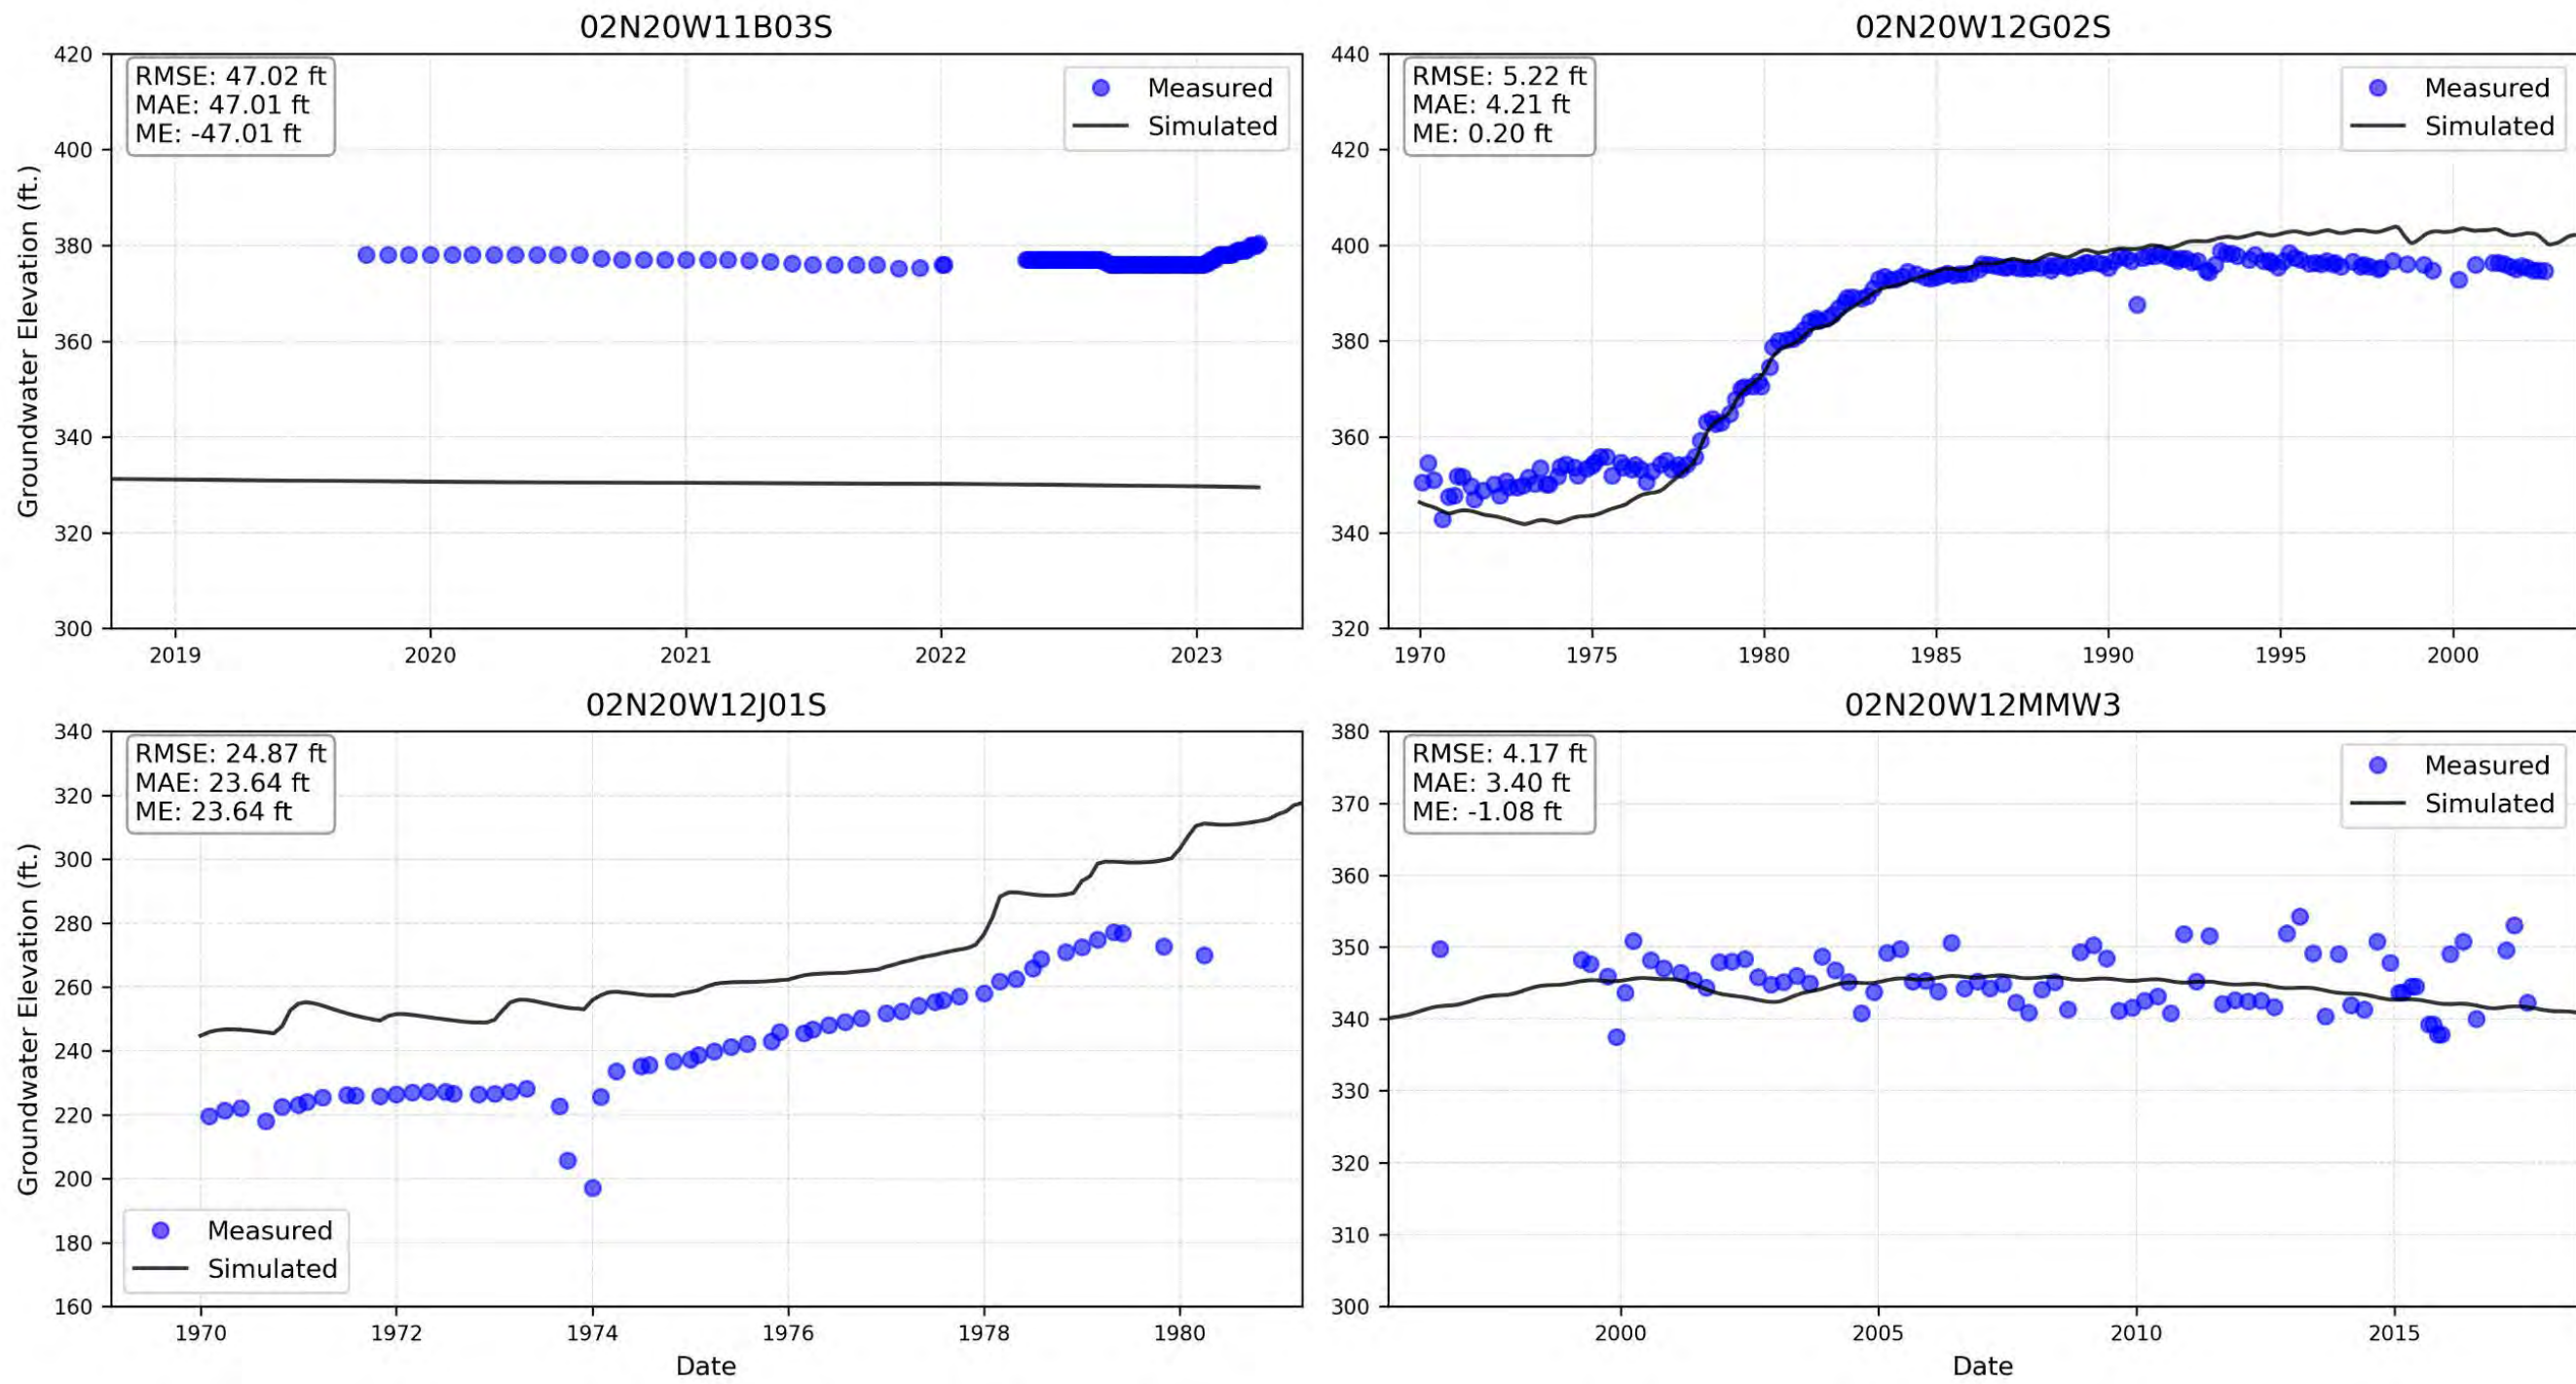 02N20W11B03S
Groundwater Elevation (ft.)
420
400
380
360
340
320
300
RMSE: 47.02 ft
MAE: 47.01 ft
ME: -47.01 ft
Measured
Simulated
2019
2020
2021
2022
2023
02N20W12G02S
440
420
400
380
360
340
320
RMSE: 5.22 ft
MAE: 4.21 ft
ME: 0.20 ft
Measured
Simulated
1970
1975
1980
1985
1990
1995
2000
02N20W12J01S
Groundwater Elevation (ft.)
340
320
300
280
260
240
220
200
180
160
RMSE: 24.87 ft
MAE: 23.64 ft
ME: 23.64 ft
Measured
Simulated
1970
1972
1974
1976
1978
1980
Date
02N20W12MMW3
380
370
360
350
340
330
320
310
300
RMSE: 4.17 ft
MAE: 3.40 ft
ME: -1.08 ft
Measured
Simulated
2000
2005
2010
2015
Date